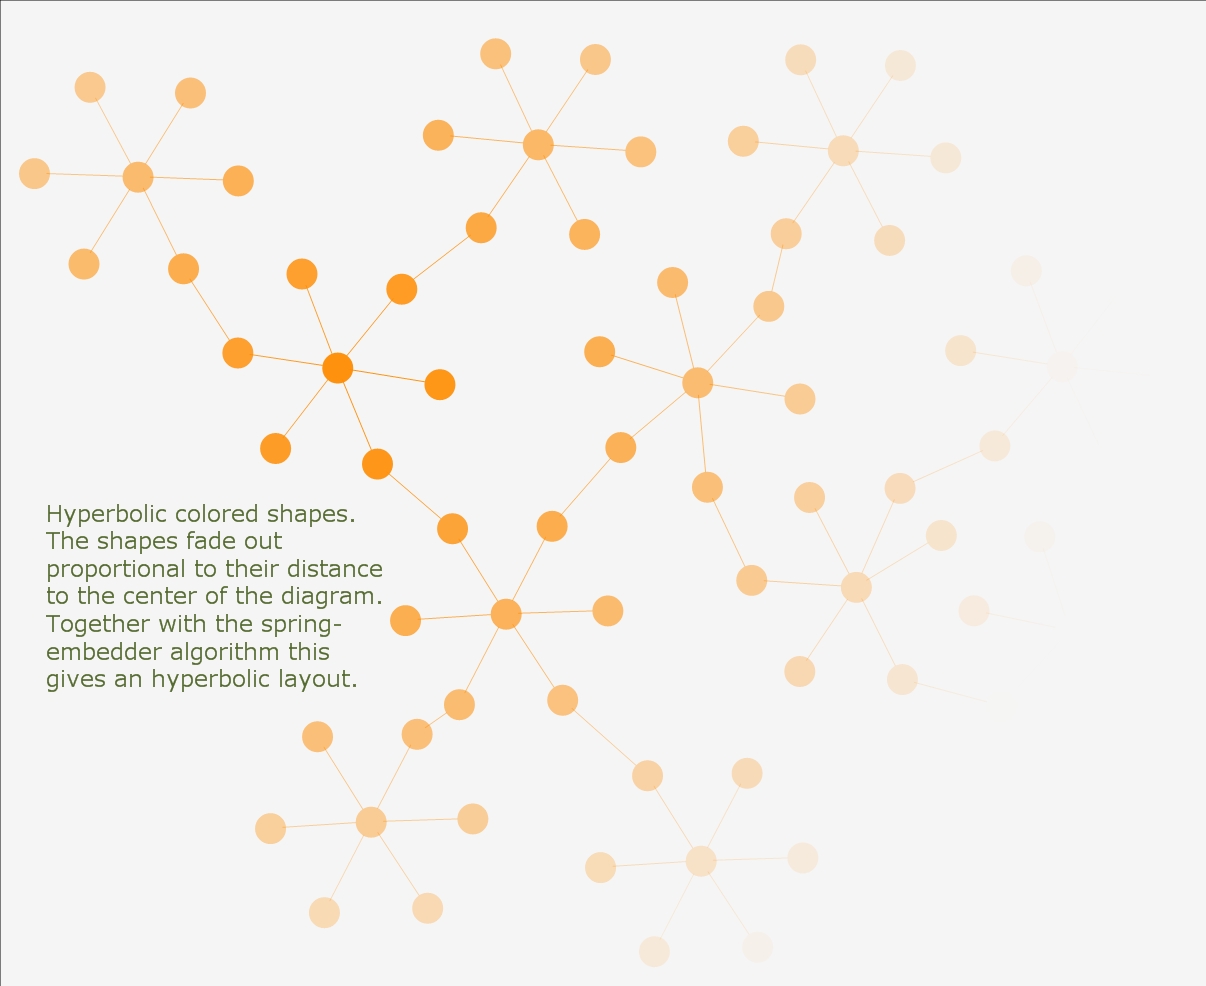 Hyperbolic colored shapes.
The shapes fade out
proportional to their distance
to the center of the diagram.
Together with the spring-
embedder algorithm this
gives an hyperbolic layout.